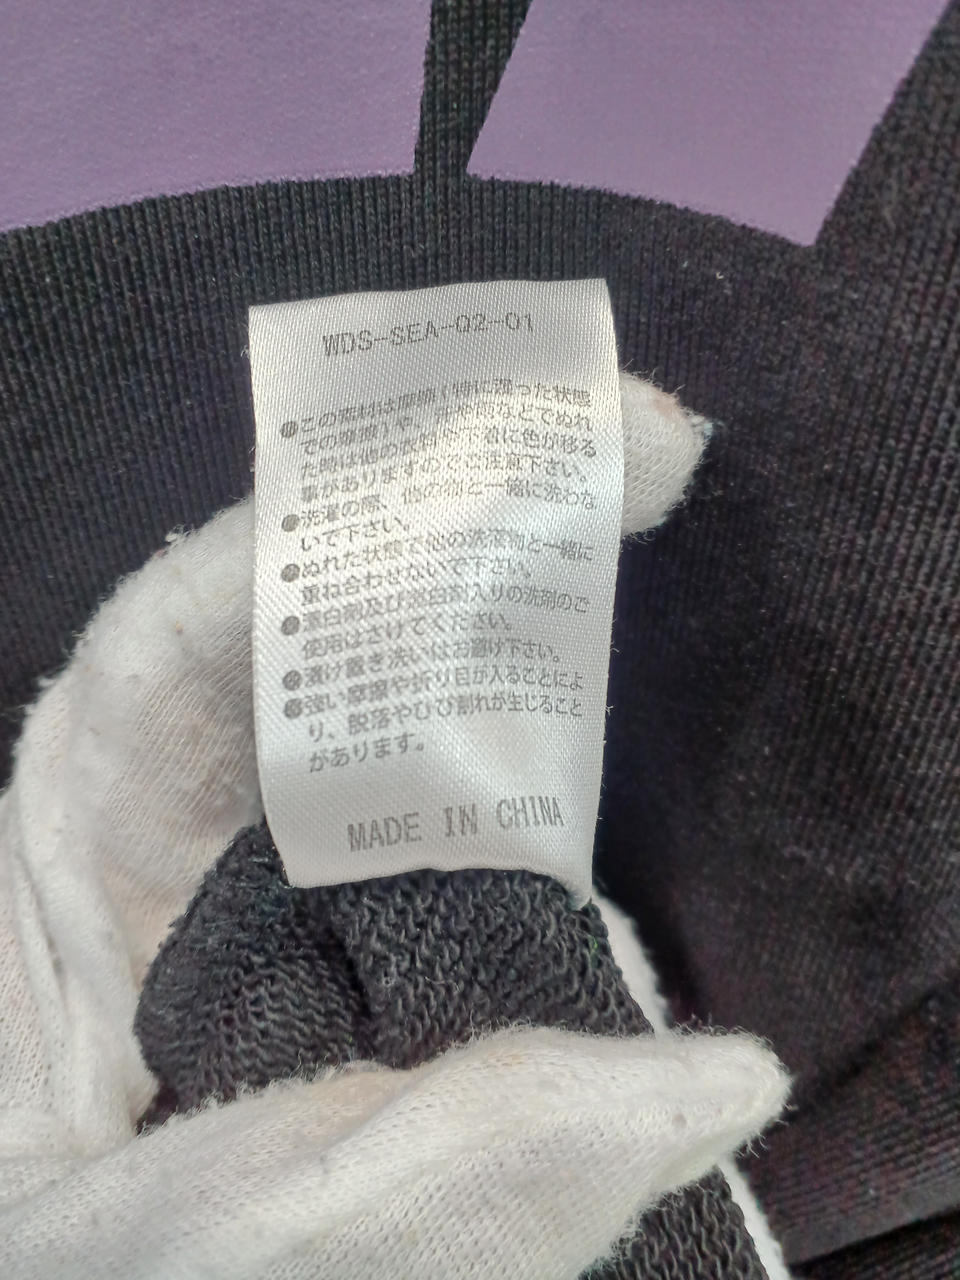 WDS-SEA-02-01
●この素材は摩擦(特に湿った状態
での摩擦)や、汗や雨などでぬれ
た時は他の衣料や下着に色が移る
事がありますのでご注意下さい。
●洗濯の際、他の物と一緒に洗わな
いで下さい。
●ぬれた状態で他の洗濯物と一緒に
重ね合わせないで下さい。
●漂白剤及び漂白剤入りの洗剤のご
使用はさけてください。
●漬け置き洗いはお避け下さい。
●強い摩擦や折り目が入ることによ
り、脱落やひび割れが生じること
があります。
MADE IN CHINA